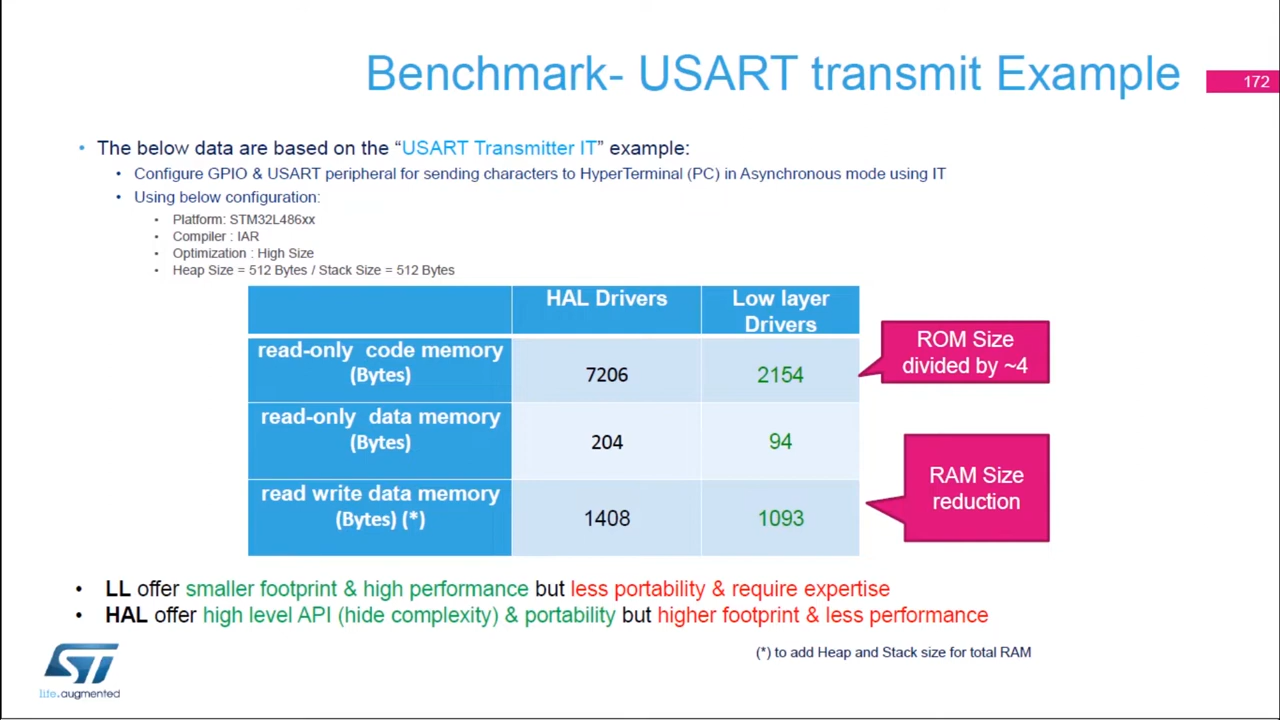 Benchmark- USART transmit Example
172
• The below data are based on the “USART Transmitter IT” example:
• Configure GPIO & USART peripheral for sending characters to HyperTerminal (PC) in Asynchronous mode using IT
• Using below configuration:
• Platform: STM32L486xx
• Compiler : IAR
• Optimization : High Size
• Heap Size = 512 Bytes / Stack Size = 512 Bytes
HAL Drivers
Low layer
Drivers
read-only code memory
(Bytes)
7206
2154
ROM Size
divided by ~4
read-only data memory
(Bytes)
204
94
read write data memory
(Bytes) (*)
1408
1093
RAM Size
reduction
• LL offer smaller footprint & high performance but less portability & require expertise
• HAL offer high level API (hide complexity) & portability but higher footprint & less performance
(*) to add Heap and Stack size for total RAM
ST
life.augmented